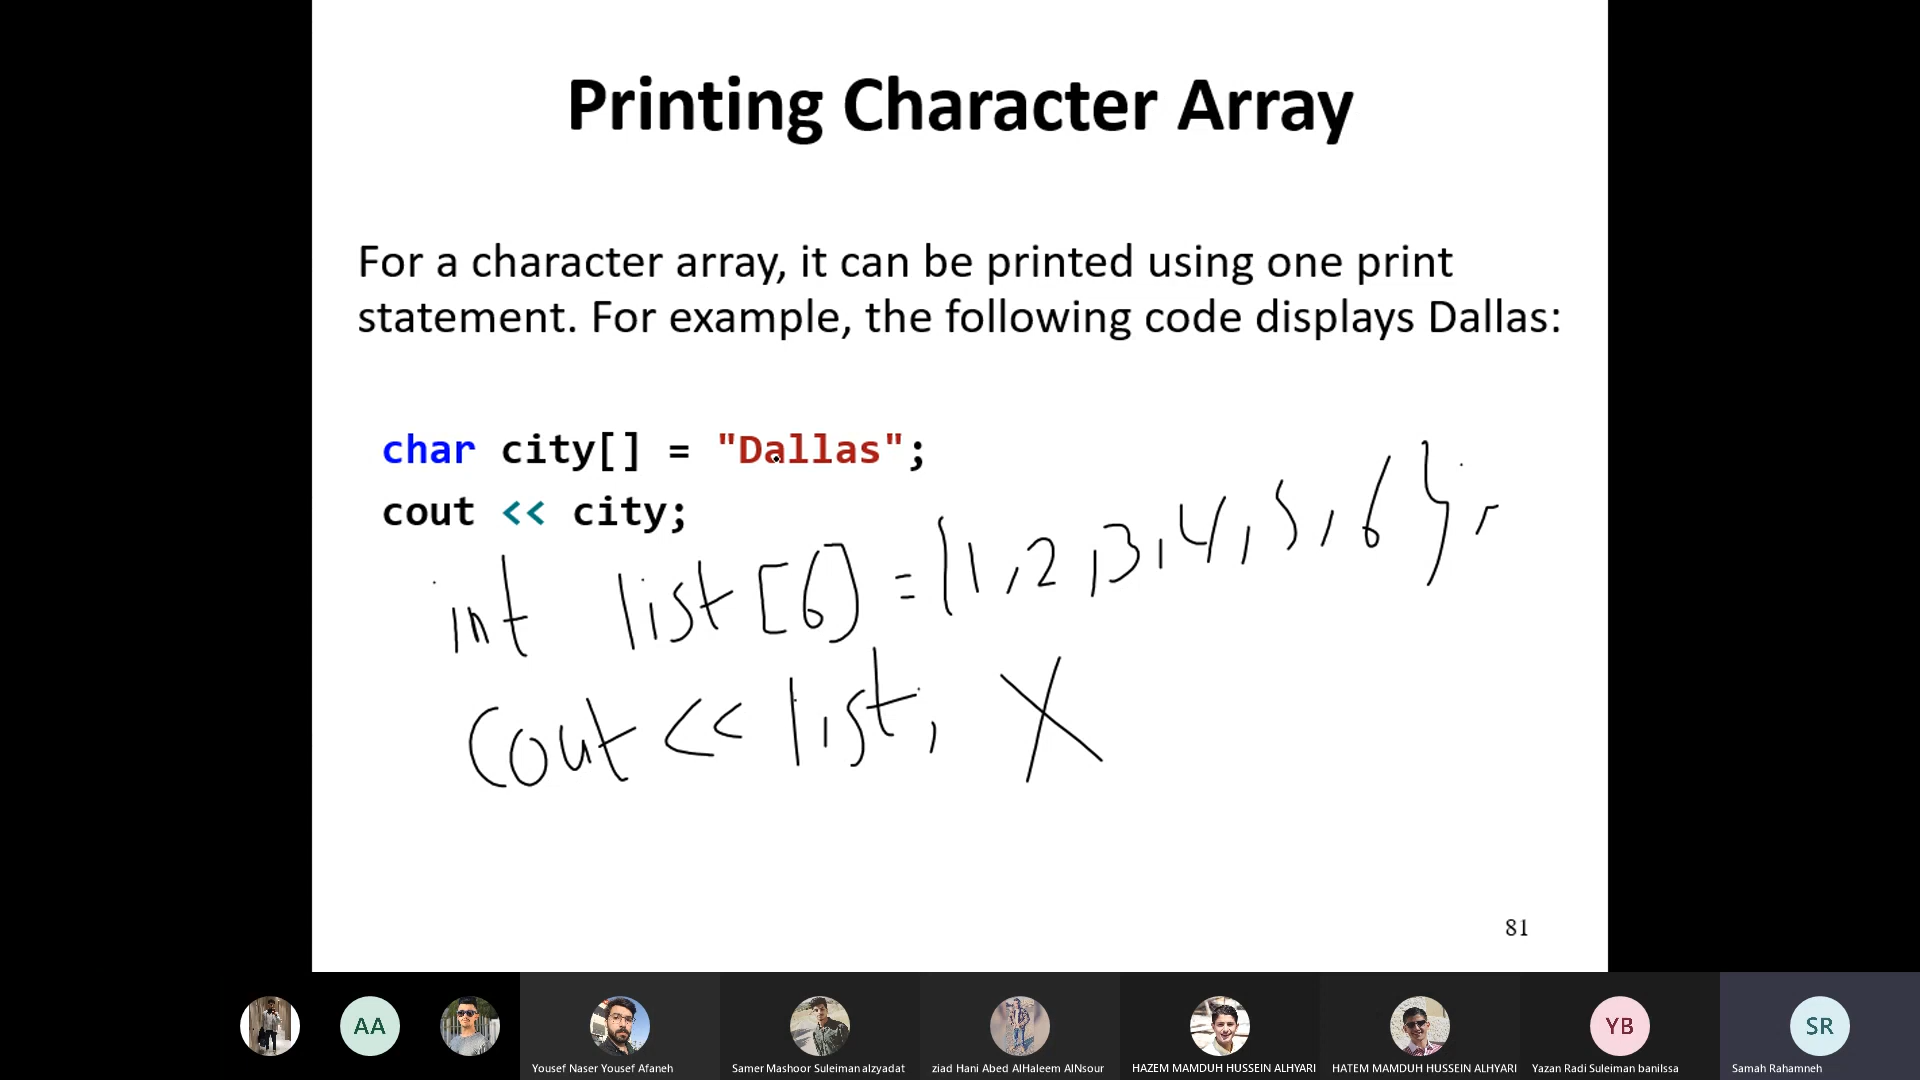 Printing Character Array
For a character array, it can be printed using one print
statement. For example, the following code displays Dallas:
char city[] = "Dallas";
cout << city;
int list[6] = {1,2,3,4,5,6};
Cout << list; X
81
AA
YB
SR
Yousef Naser Yousef Afaneh
Samer Mashoor Suleiman alzyadat
ziad Hani Abed AlHaleem AlNsour
HAZEM MAMDUH HUSSEIN ALHYARI
HATEM MAMDUH HUSSEIN ALHYARI
Yazan Radi Suleiman baniIssa
Samah Rahamneh